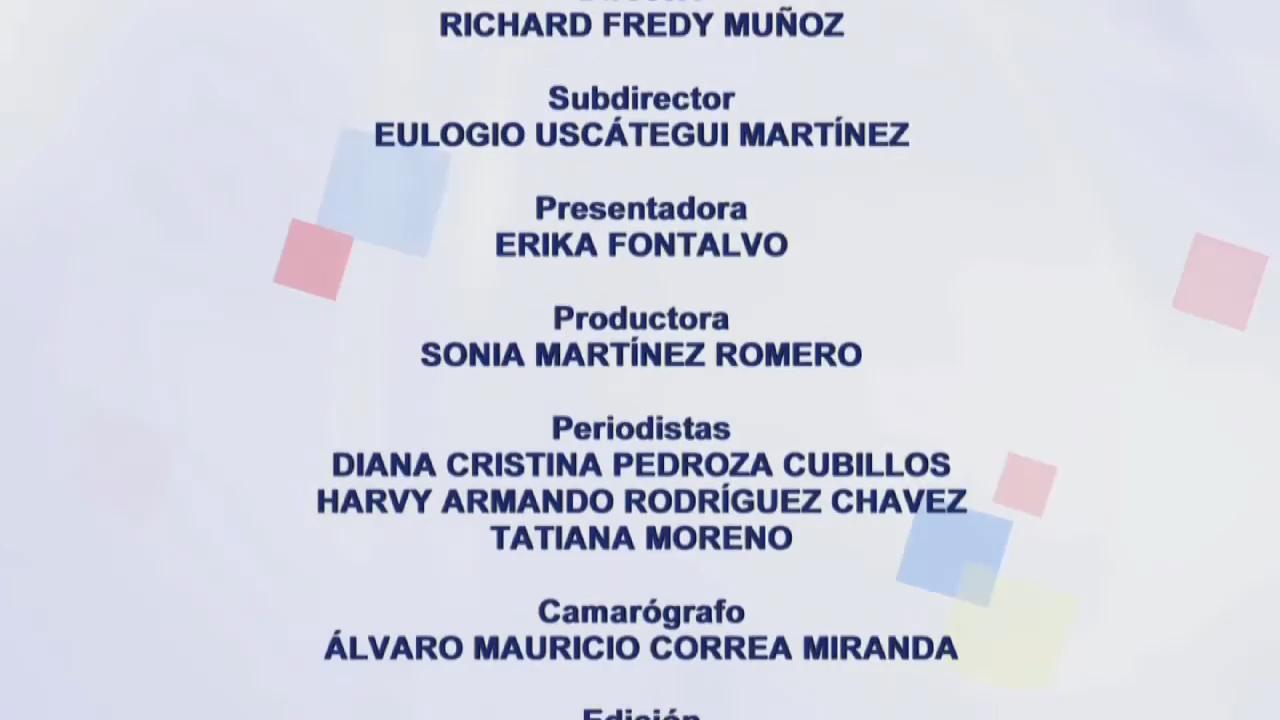 RICHARD FREDY MUÑOZ
Subdirector
EULOGIO USCÁTEGUI MARTÍNEZ
Presentadora
ERIKA FONTALVO
Productora
SONIA MARTÍNEZ ROMERO
Periodistas
DIANA CRISTINA PEDROZA CUBILLOS
HARVY ARMANDO RODRÍGUEZ CHAVEZ
TATIANA MORENO
Camarógrafo
ÁLVARO MAURICIO CORREA MIRANDA
Edición